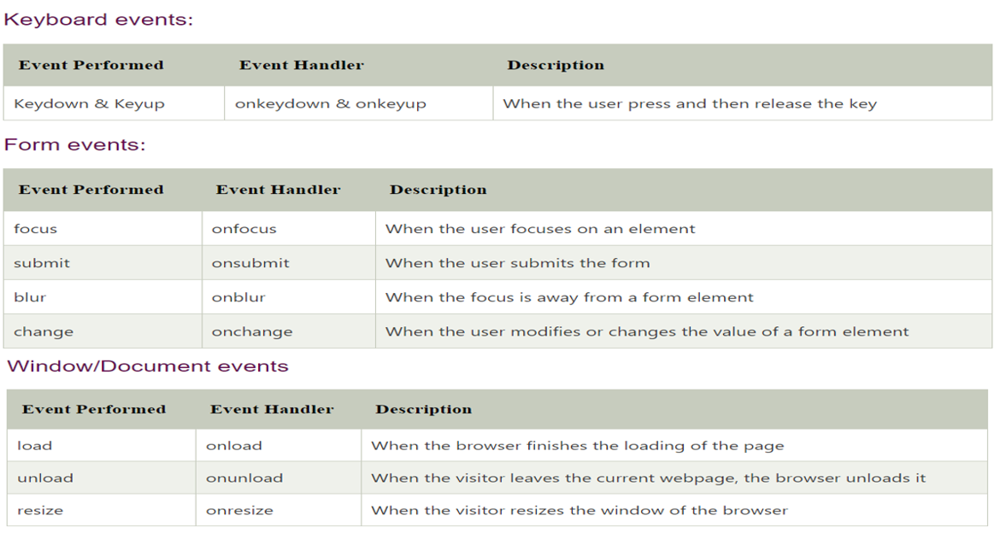 Keyboard events:
Event Performed Event Handler Description
Keydown & Keyup onkeydown & onkeyup When the user press and then release the key
Form events:
Event Performed Event Handler Description
focus onfocus When the user focuses on an element
submit onsubmit When the user submits the form
blur onblur When the focus is away from a form element
change onchange When the user modifies or changes the value of a form element
Window/Document events
Event Performed Event Handler Description
load onload When the browser finishes the loading of the page
unload onunload When the visitor leaves the current webpage, the browser unloads it
resize onresize When the visitor resizes the window of the browser